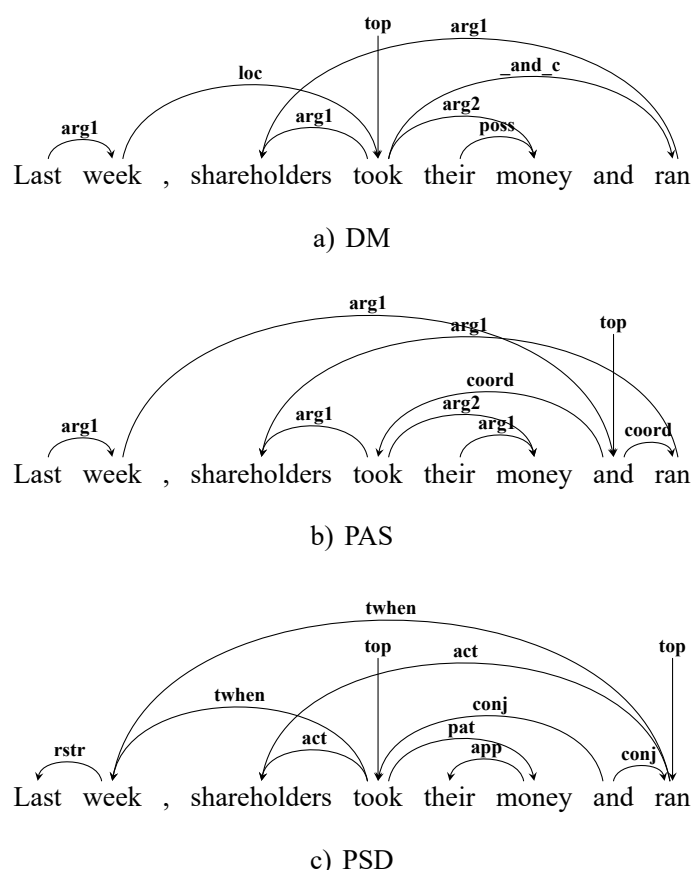 top
arg1
_and_c
loc
arg2
arg1
arg1
poss
Last week , shareholders took their money and ran
a) DM
arg1
top
arg1
coord
arg2
arg1
arg1
arg1
coord
Last week , shareholders took their money and ran
b) PAS
twhen
top
act
top
twhen
conj
pat
rstr
act
app
conj
Last week , shareholders took their money and ran
c) PSD